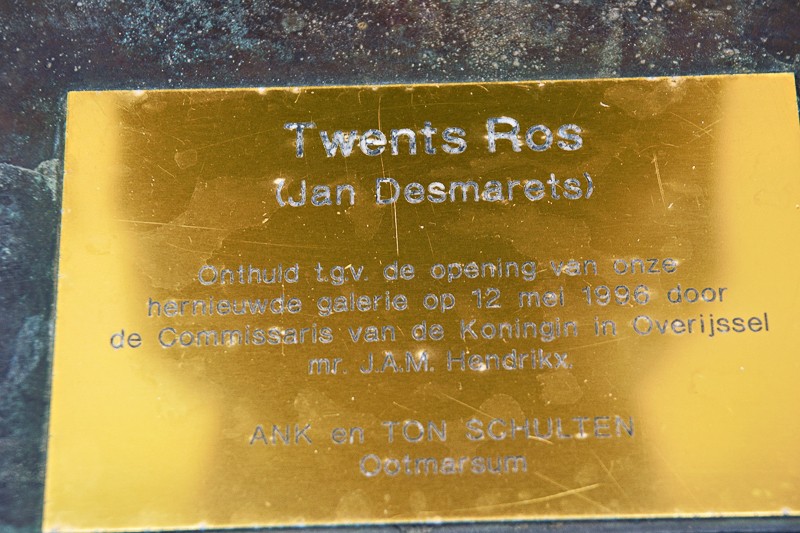 Twents Ros
(Jan Desmarets)
Onthuld t.g.v. de opening van onze
hernieuwde galerie op 12 mei 1996 door
de Commissaris van de Koningin in Overijssel
mr. J.A.M. Hendrikx.
ANK en TON SCHULTEN
Ootmarsum